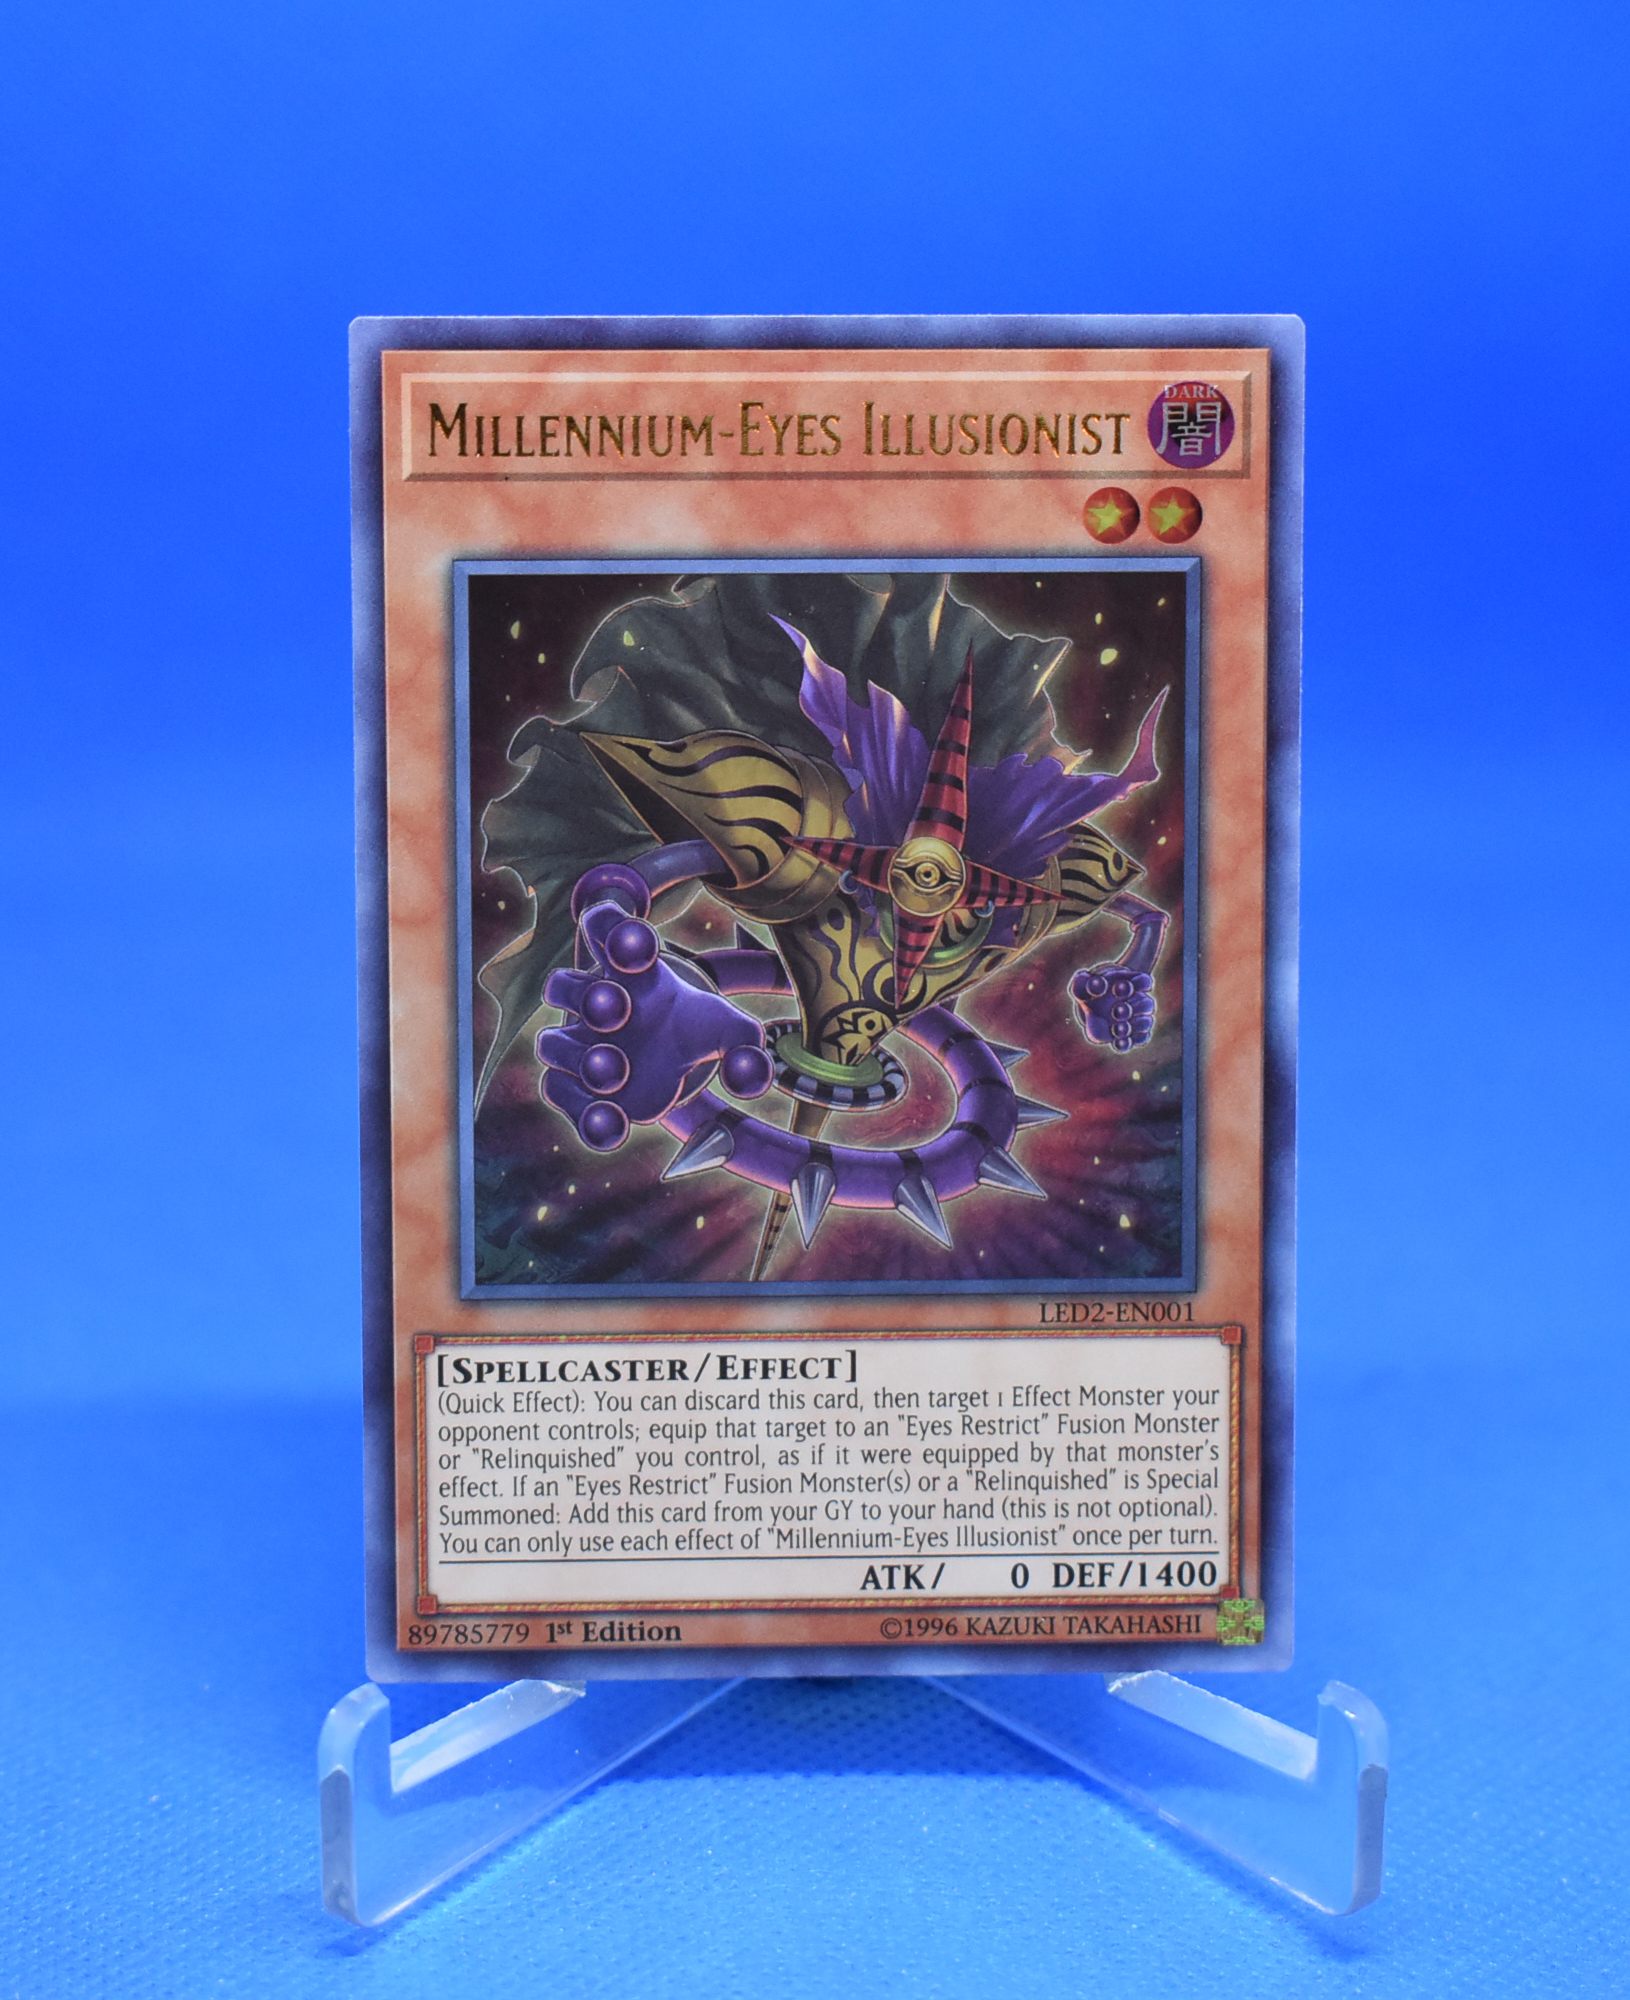 MILLENNIUM-EYES ILLUSIONIST
DARK
闇
LED2-EN001
[SPELLCASTER/EFFECT]
(Quick Effect): You can discard this card, then target 1 Effect Monster your
opponent controls; equip that target to an "Eyes Restrict" Fusion Monster
or "Relinquished" you control, as if it were equipped by that monster's
effect. If an "Eyes Restrict" Fusion Monster(s) or a "Relinquished" is Special
Summoned: Add this card from your GY to your hand (this is not optional).
You can only use each effect of "Millennium-Eyes Illusionist" once per turn.
ATK/ 0 DEF/1400
89785779 1st Edition ©1996 KAZUKI TAKAHASHI